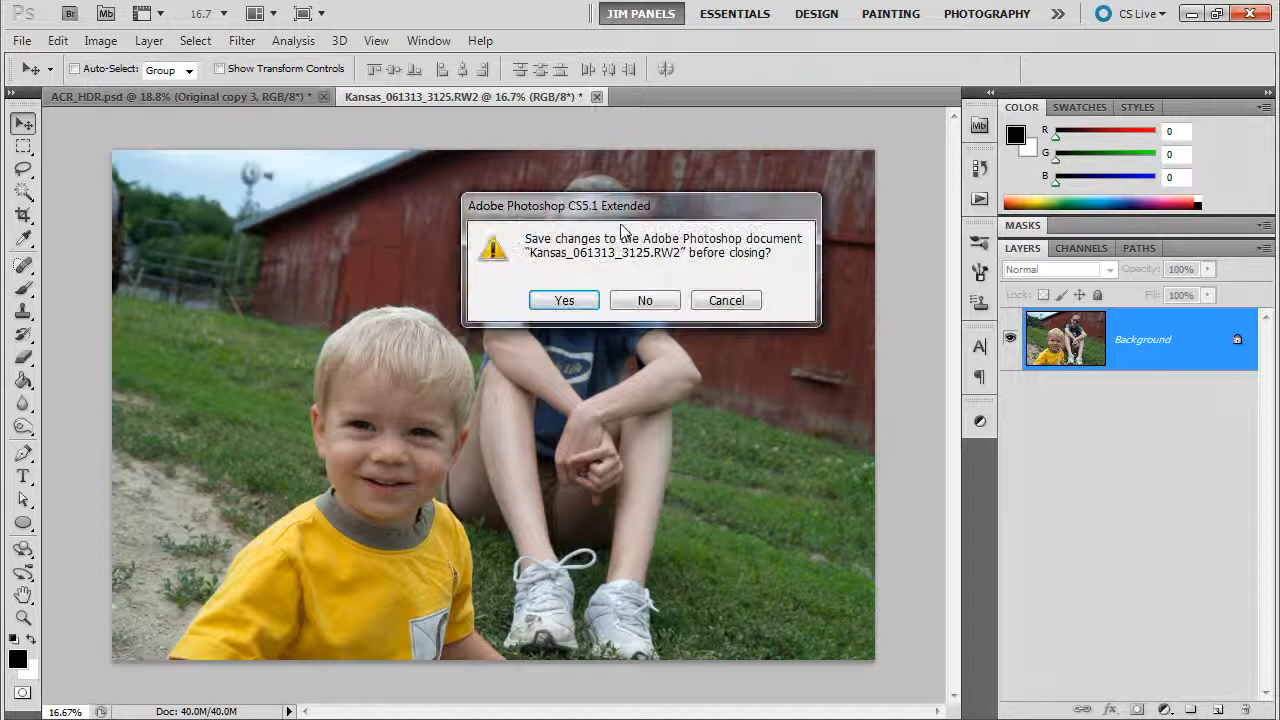 Ps Br Mb 16.7 JIM PANELS ESSENTIALS DESIGN PAINTING PHOTOGRAPHY CS Live
File Edit Image Layer Select Filter Analysis 3D View Window Help
Auto-Select: Group Show Transform Controls
ACR_HDR.psd @ 18.8% (Original copy 3, RGB/8*) * Kansas_061313_3125.RW2 @ 16.7% (RGB/8*) *
COLOR SWATCHES STYLES
Mb
R 0
G 0
B 0
Adobe Photoshop CS5.1 Extended
Save changes to the Adobe Photoshop document
“Kansas_061313_3125.RW2” before closing?
Yes No Cancel
MASKS
LAYERS CHANNELS PATHS
Normal Opacity: 100%
Lock: Fill: 100%
Background
16.67% Doc: 40.0M/40.0M